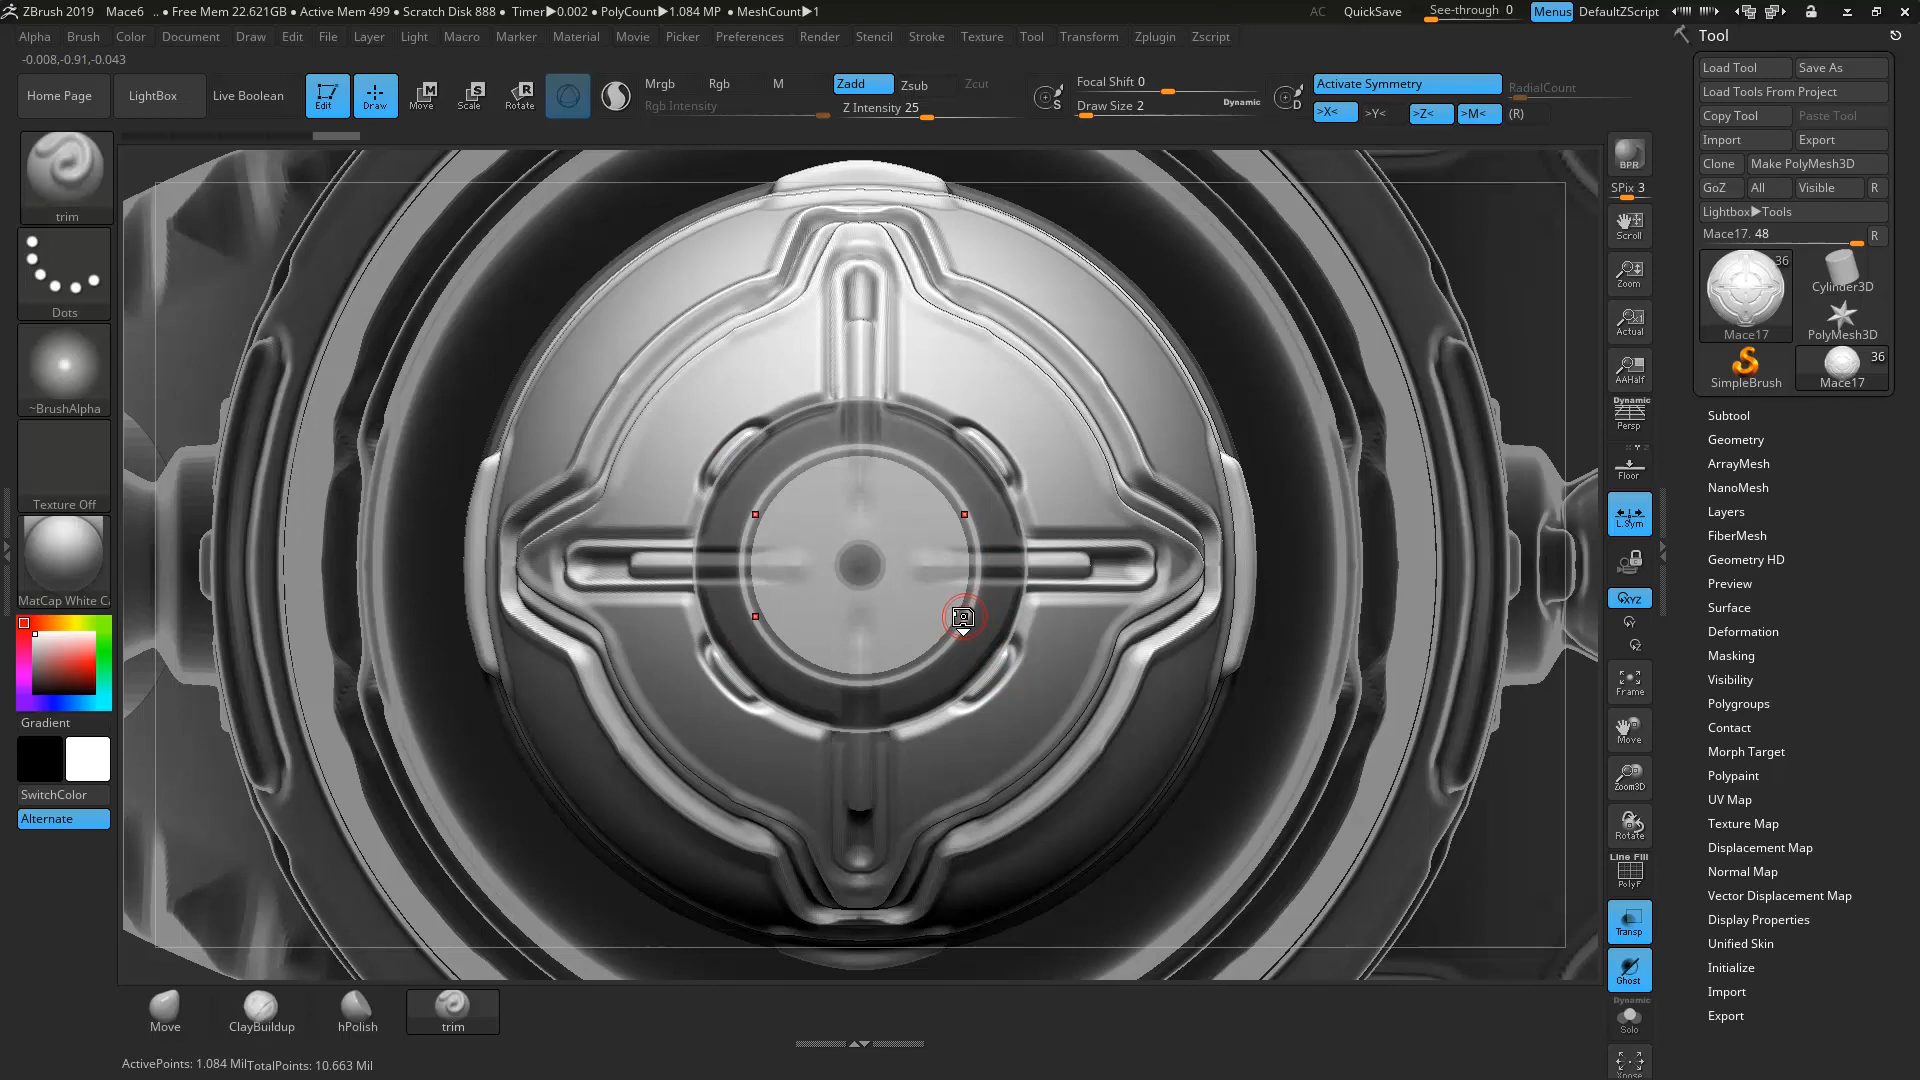 ZBrush 2019 Mace6 .. • Free Mem 22.621GB • Active Mem 499 • Scratch Disk 888 • Timer▶0.002 • PolyCount▶1.084 MP • MeshCount▶1 AC QuickSave See-through 0 Menus DefaultZScript
Alpha Brush Color Document Draw Edit File Layer Light Macro Marker Material Movie Picker Preferences Render Stencil Stroke Texture Tool Transform Zplugin Zscript
-0.008,-0.91,-0.043
Home Page LightBox Live Boolean Edit Draw Move Scale Rotate
Mrgb Rgb M Zadd Zsub Zcut
Rgb Intensity Z Intensity 25
S Focal Shift 0
Draw Size 2 Dynamic
D Activate Symmetry RadialCount
>X< >Y< >Z< >M< (R)
trim
Dots
~BrushAlpha
Texture Off
MatCap White Ca
Gradient
SwitchColor
Alternate
BPR
SPix 3
Scroll
Zoom
Actual
AAHalf
Dynamic
Persp
Floor
L.Sym
XYZ
Y
Z
Frame
Move
Zoom3D
Rotate
Line Fill
PolyF
Transp
Ghost
Dynamic
Solo
Xpose
Tool
Load Tool Save As
Load Tools From Project
Copy Tool Paste Tool
Import Export
Clone Make PolyMesh3D
GoZ All Visible R
Lightbox▶Tools
Mace17. 48 R
36
Cylinder3D
Mace17 PolyMesh3D
36
SimpleBrush Mace17
Subtool
Geometry
ArrayMesh
NanoMesh
Layers
FiberMesh
Geometry HD
Preview
Surface
Deformation
Masking
Visibility
Polygroups
Contact
Morph Target
Polypaint
UV Map
Texture Map
Displacement Map
Normal Map
Vector Displacement Map
Display Properties
Unified Skin
Initialize
Import
Export
Move ClayBuildup hPolish trim
ActivePoints: 1.084 Mil TotalPoints: 10.663 Mil